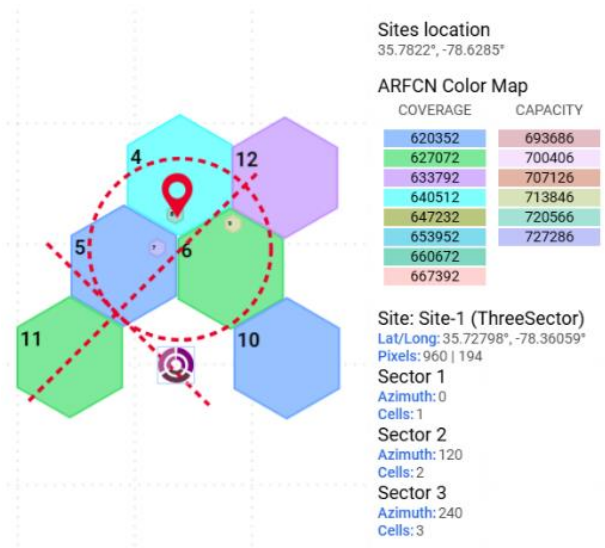 4
12
5
6
11
10
Sites location
35.7822°, -78.6285°
ARFCN Color Map
COVERAGE CAPACITY
620352 693686
627072 700406
633792 707126
640512 713846
647232 720566
653952 727286
660672
667392
Site: Site-1 (ThreeSector)
Lat/Long: 35.72798°, -78.36059°
Pixels: 960 | 194
Sector 1
Azimuth: 0
Cells: 1
Sector 2
Azimuth: 120
Cells: 2
Sector 3
Azimuth: 240
Cells: 3